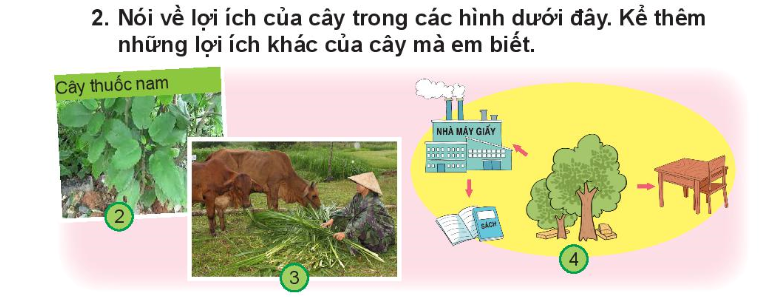 2. Nói về lợi ích của cây trong các hình dưới đây. Kể thêm
những lợi ích khác của cây mà em biết.
Cây thuốc nam
2
3
NHÀ MÁY GIẤY
SÁCH
4